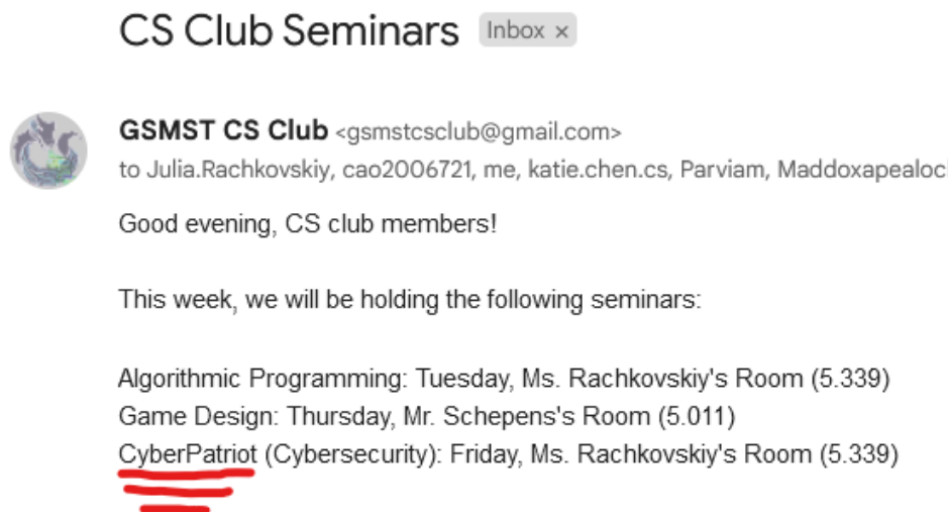 CS Club Seminars Inbox ×
GSMST CS Club <gsmstcsclub@gmail.com>
to Julia.Rachkovskiy, cao2006721, me, katie.chen.cs, Parviam,
Good evening, CS club members!
This week, we will be holding the following seminars:
Algorithmic Programming: Tuesday, Ms. Rachkovskiy's Room (5.339)
Game Design: Thursday, Mr. Schepens's Room (5.011)
CyberPatriot (Cybersecurity): Friday, Ms. Rachkovskiy's Room (5.339)